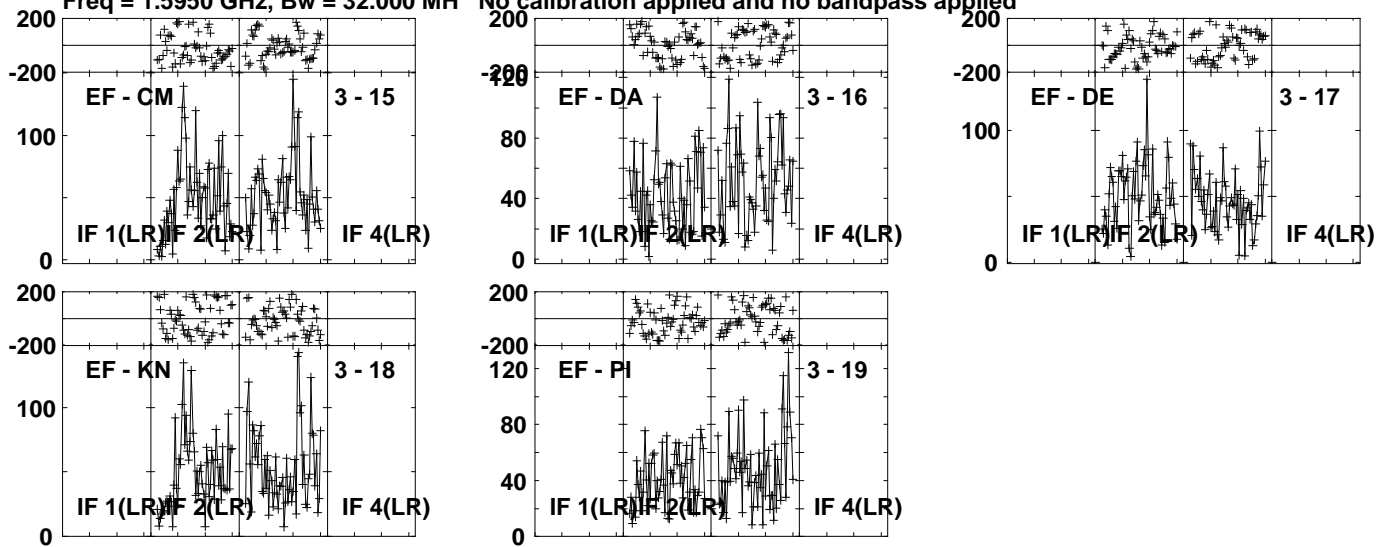 Freq = 1.5950 GHz, Bw = 32.000 MH No calibration applied and no bandpass applied
200
-200
EF - CM
3 - 15
100
IF 1(LR)
IF 2(LR)
IF 4(LR)
0
200
-200
120
EF - DA
3 - 16
80
40
IF 1(LR)
IF 2(LR)
IF 4(LR)
0
200
-200
EF - DE
3 - 17
100
IF 1(LR)
IF 2(LR)
IF 4(LR)
0
200
-200
EF - KN
3 - 18
100
IF 1(LR)
IF 2(LR)
IF 4(LR)
0
200
-200
EF - PI
3 - 19
120
80
40
IF 1(LR)
IF 2(LR)
IF 4(LR)
0